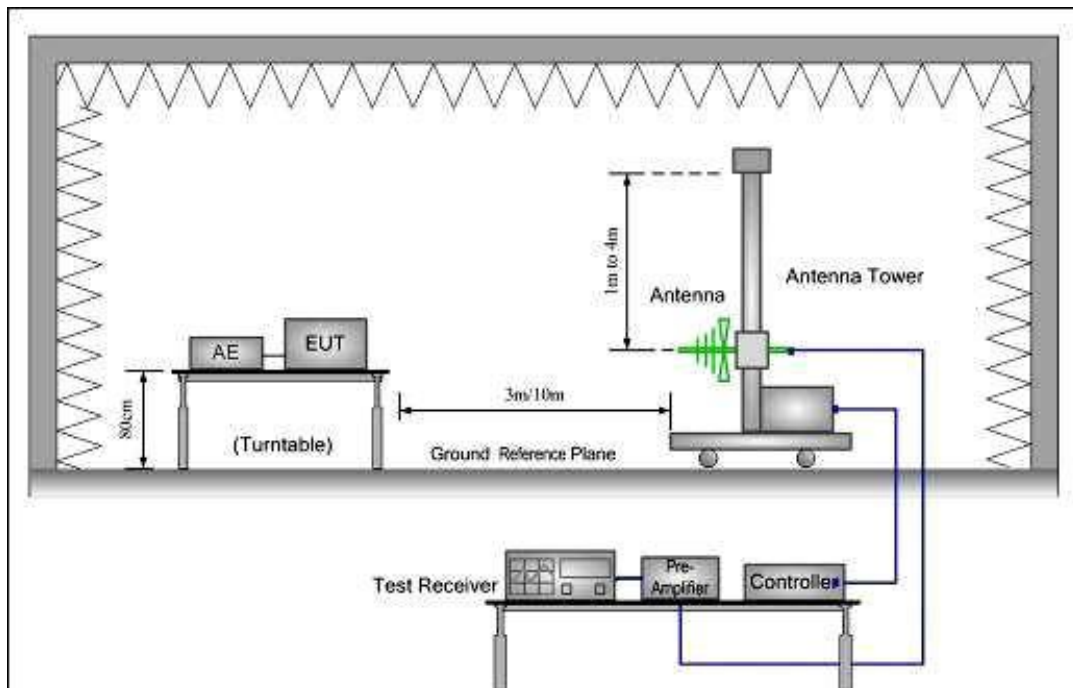 1m to 4m
Antenna Tower
Antenna
AE
EUT
3m/10m
80cm
(Turntable)
Ground Reference Plane
Test Receiver
Pre-
Amplifier
Controlle